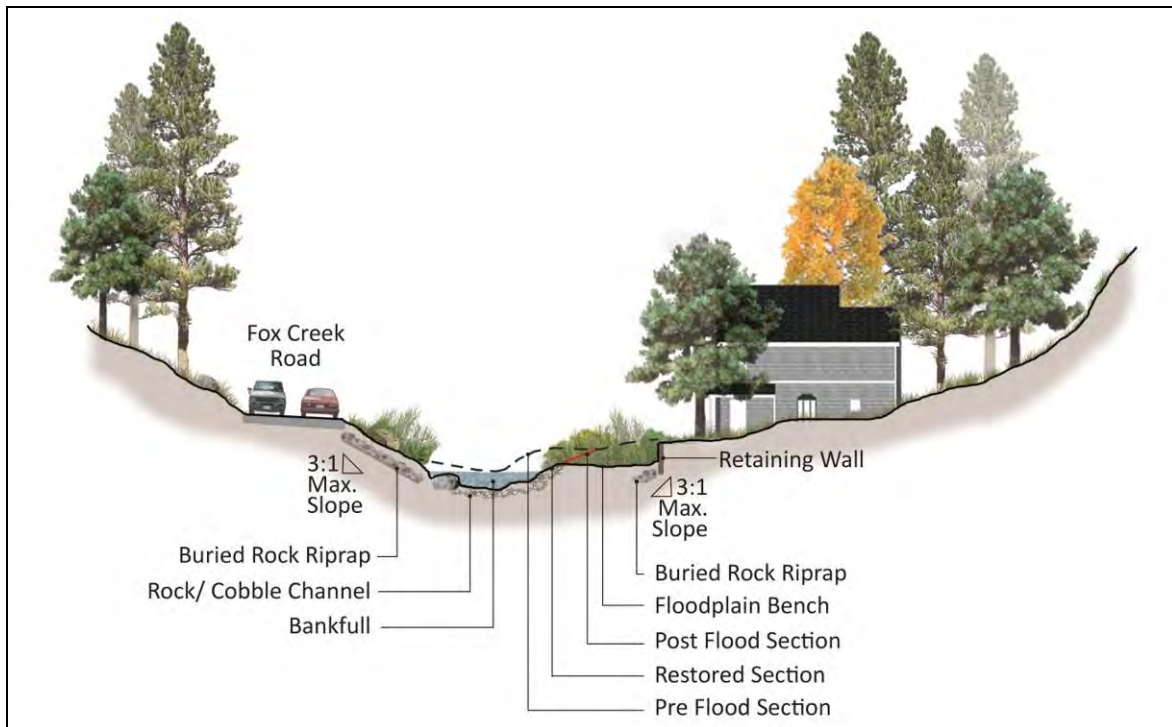 Fox Creek
Road
3:1
Max.
Slope
Retaining Wall
3:1
Max.
Slope
Buried Rock Riprap
Rock/ Cobble Channel
Bankfull
Buried Rock Riprap
Floodplain Bench
Post Flood Section
Restored Section
Pre Flood Section